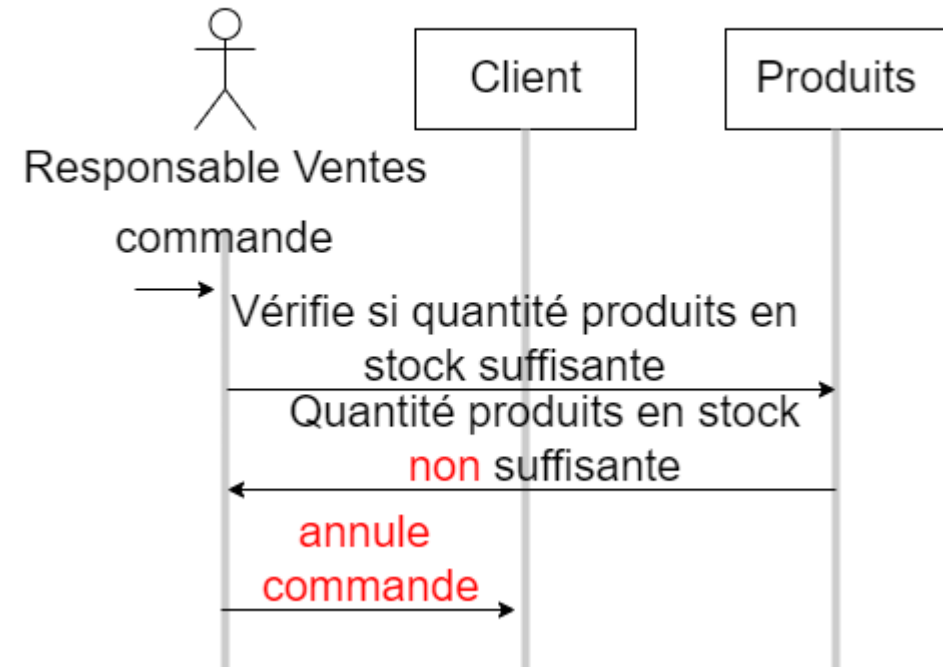 Client
Produits
Responsable Ventes
commande
Vérifie si quantité produits en
stock suffisante
Quantité produits en stock
non suffisante
annule
commande